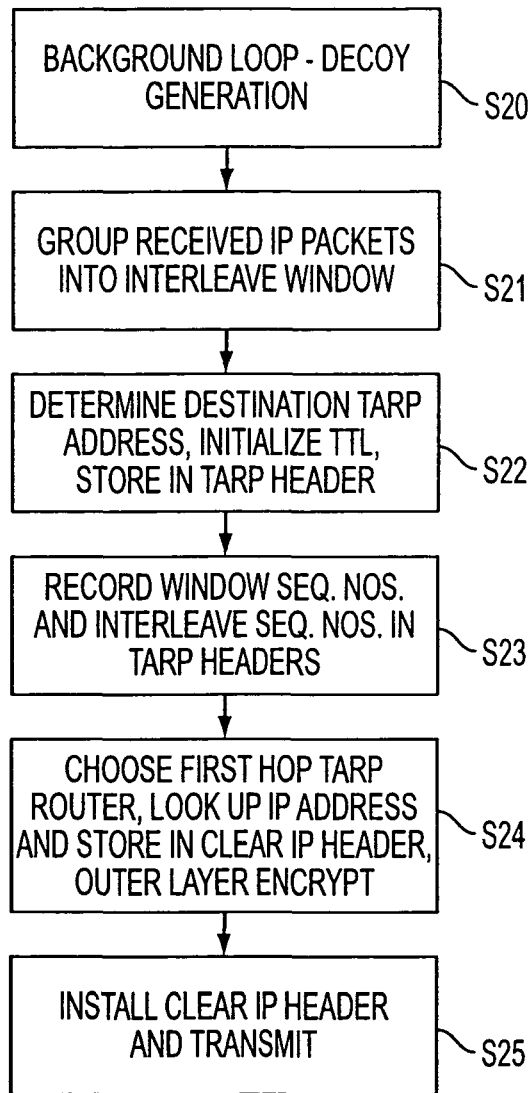 BACKGROUND LOOP - DECOY
GENERATION
S20
GROUP RECEIVED IP PACKETS
INTO INTERLEAVE WINDOW
S21
DETERMINE DESTINATION TARP
ADDRESS, INITIALIZE TTL,
STORE IN TARP HEADER
S22
RECORD WINDOW SEQ. NOS.
AND INTERLEAVE SEQ. NOS. IN
TARP HEADERS
S23
CHOOSE FIRST HOP TARP
ROUTER, LOOK UP IP ADDRESS
AND STORE IN CLEAR IP HEADER,
OUTER LAYER ENCRYPT
S24
INSTALL CLEAR IP HEADER
AND TRANSMIT
S25